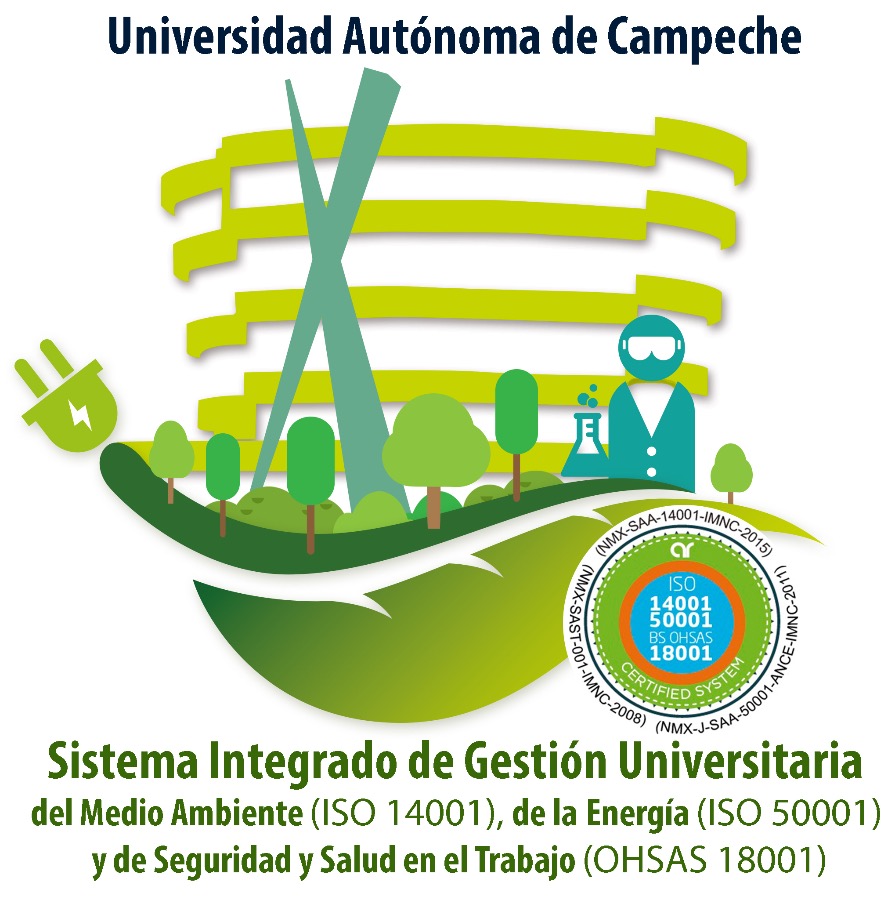 Universidad Autónoma de Campeche
(NMX-SAA-14001-IMNC-2015)
(NMX-SAST-001-IMNC-2008)
(NMX-J-SAA-50001-ANCE-IMNC-2011)
ISO
14001
50001
BS OHSAS
18001
CERTIFIED SYSTEM
Sistema Integrado de Gestión Universitaria
del Medio Ambiente (ISO 14001), de la Energía (ISO 50001)
y de Seguridad y Salud en el Trabajo (OHSAS 18001)